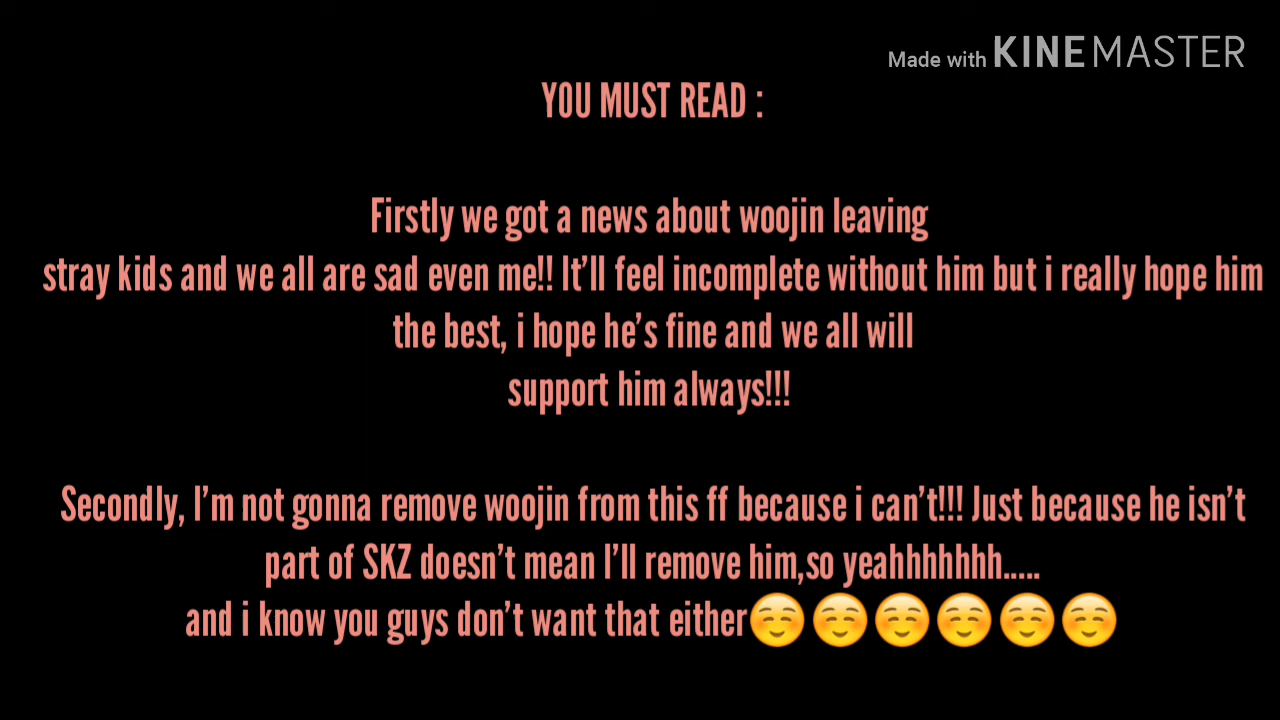 Made with KINEMASTER
YOU MUST READ :
Firstly we got a news about woojin leaving
stray kids and we all are sad even me!! It’ll feel incomplete without him but i really hope him
the best, i hope he’s fine and we all will
support him always!!!
Secondly, I’m not gonna remove woojin from this ff because i can’t!!! Just because he isn’t
part of SKZ doesn’t mean I’ll remove him,so yeahhhhhhh.....
and i know you guys don’t want that either☺️☺️☺️☺️☺️☺️